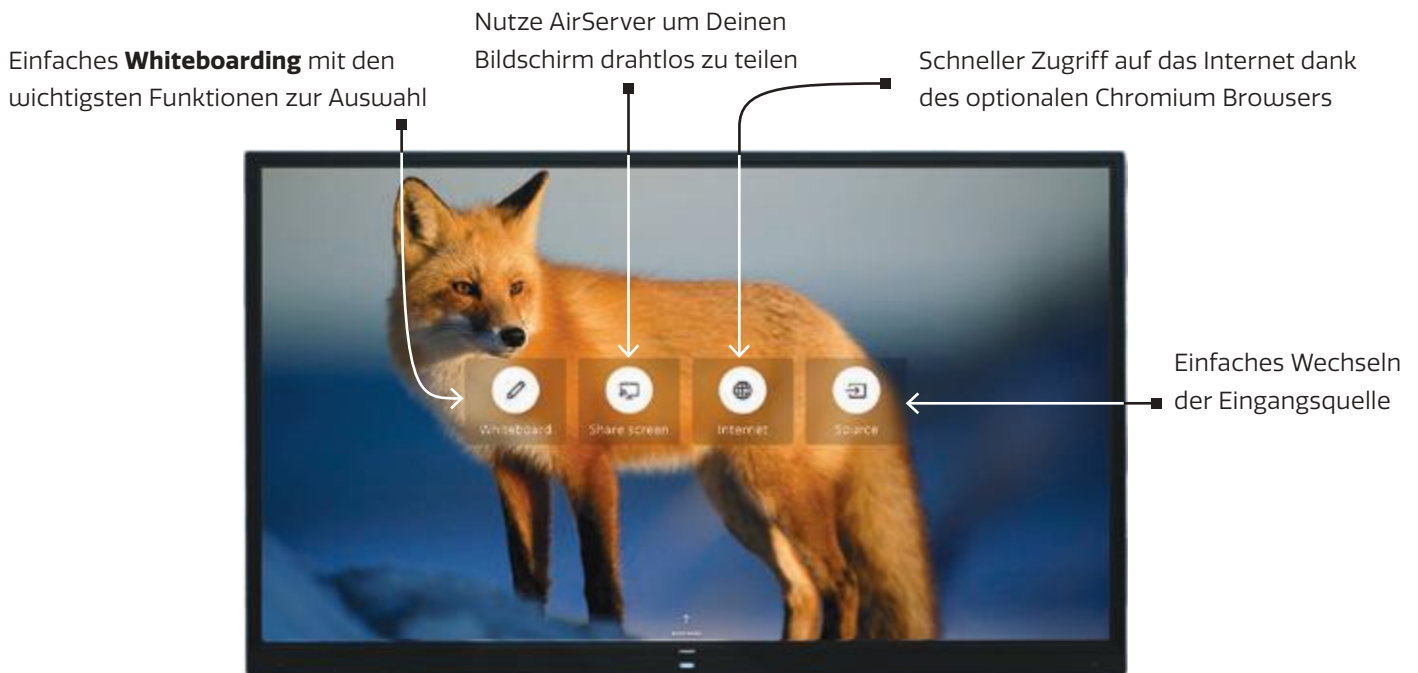 Nutze AirServer um Deinen
Bildschirm drahtlos zu teilen
Einfaches Whiteboarding mit den
wichtigsten Funktionen zur Auswahl
Schneller Zugriff auf das Internet dank
des optionalen Chromium Browsers
Einfaches Wechseln
der Eingangsquelle
Whiteboard
Share screen
Internet
Source